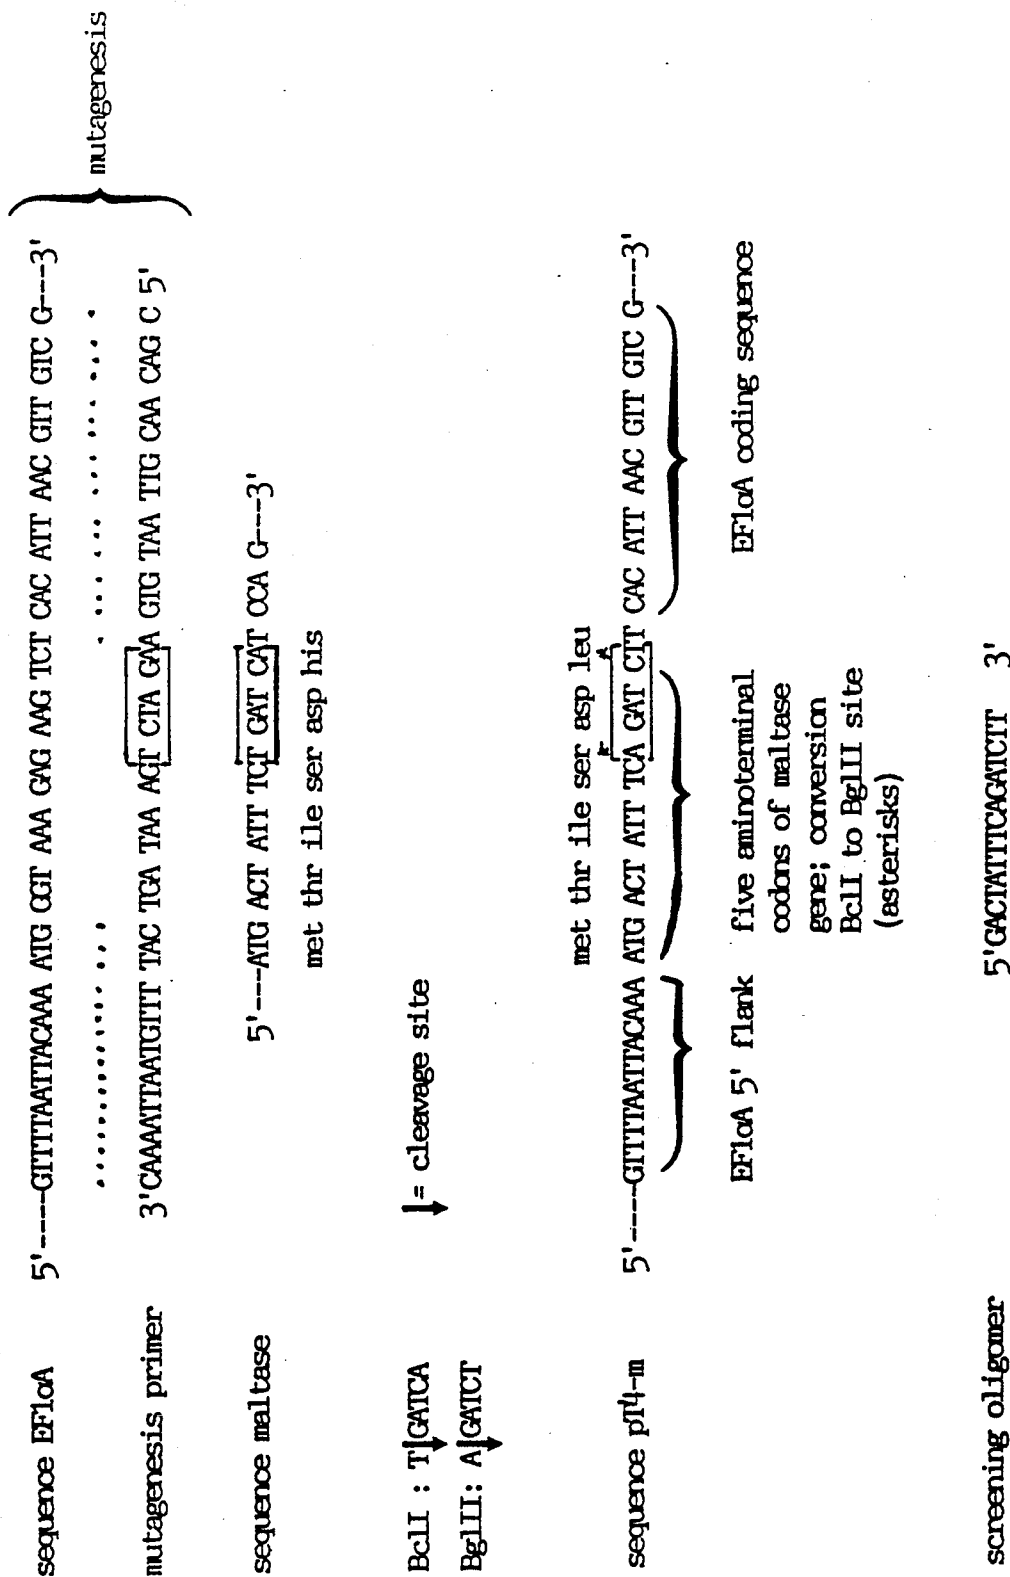 sequence EF1αA 5'----GTTTTAATTACAAA ATG GGT AAA GAG AAG TCT CAC ATT AAC GTT GTC G---3'
mutagenesis
mutagenesis primer 3'CAAAATTAATGTTT TAC TGA TAA AGT CTA GAA GTG TAA TTG CAA CAG C 5'
sequence maltase 5'---ATG ACT ATT TCT GAT CAT CCA G---3'
met thr ile ser asp his
BclI : T GATCA = cleavage site
BglII: A GATCT
met thr ile ser asp leu
sequence pT4-m 5'-----GTTTTAATTACAAA ATG ACT ATT TCA GAT CTT CAC ATT AAC GTT GTC G---3'
EF1αA 5' flank five aminoterminal EF1αA coding sequence
codons of maltase
gene; conversion
BclI to BglII site
(asterisks)
screening oligomer 5'GACTATTTCAGATCTT 3'